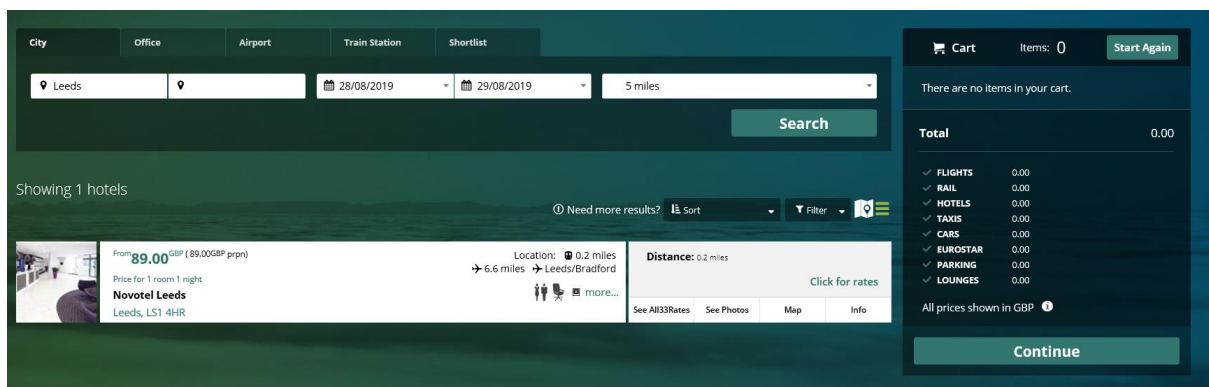 City Office Airport Train Station Shortlist
Leeds 28/08/2019 29/08/2019 5 miles
Search
Showing 1 hotels
Need more results? Sort Filter
From 89.00 GBP ( 89.00GBP prpn)
Price for 1 room 1 night
Novotel Leeds
Leeds, LS1 4HR
Location: 0.2 miles
6.6 miles Leeds/Bradford
more...
Distance: 0.2 miles
Click for rates
See All33Rates See Photos Map Info
Cart Items: 0 Start Again
There are no items in your cart.
Total 0.00
FLIGHTS 0.00
RAIL 0.00
HOTELS 0.00
TAXIS 0.00
CARS 0.00
EUROSTAR 0.00
PARKING 0.00
LOUNGES 0.00
All prices shown in GBP
Continue